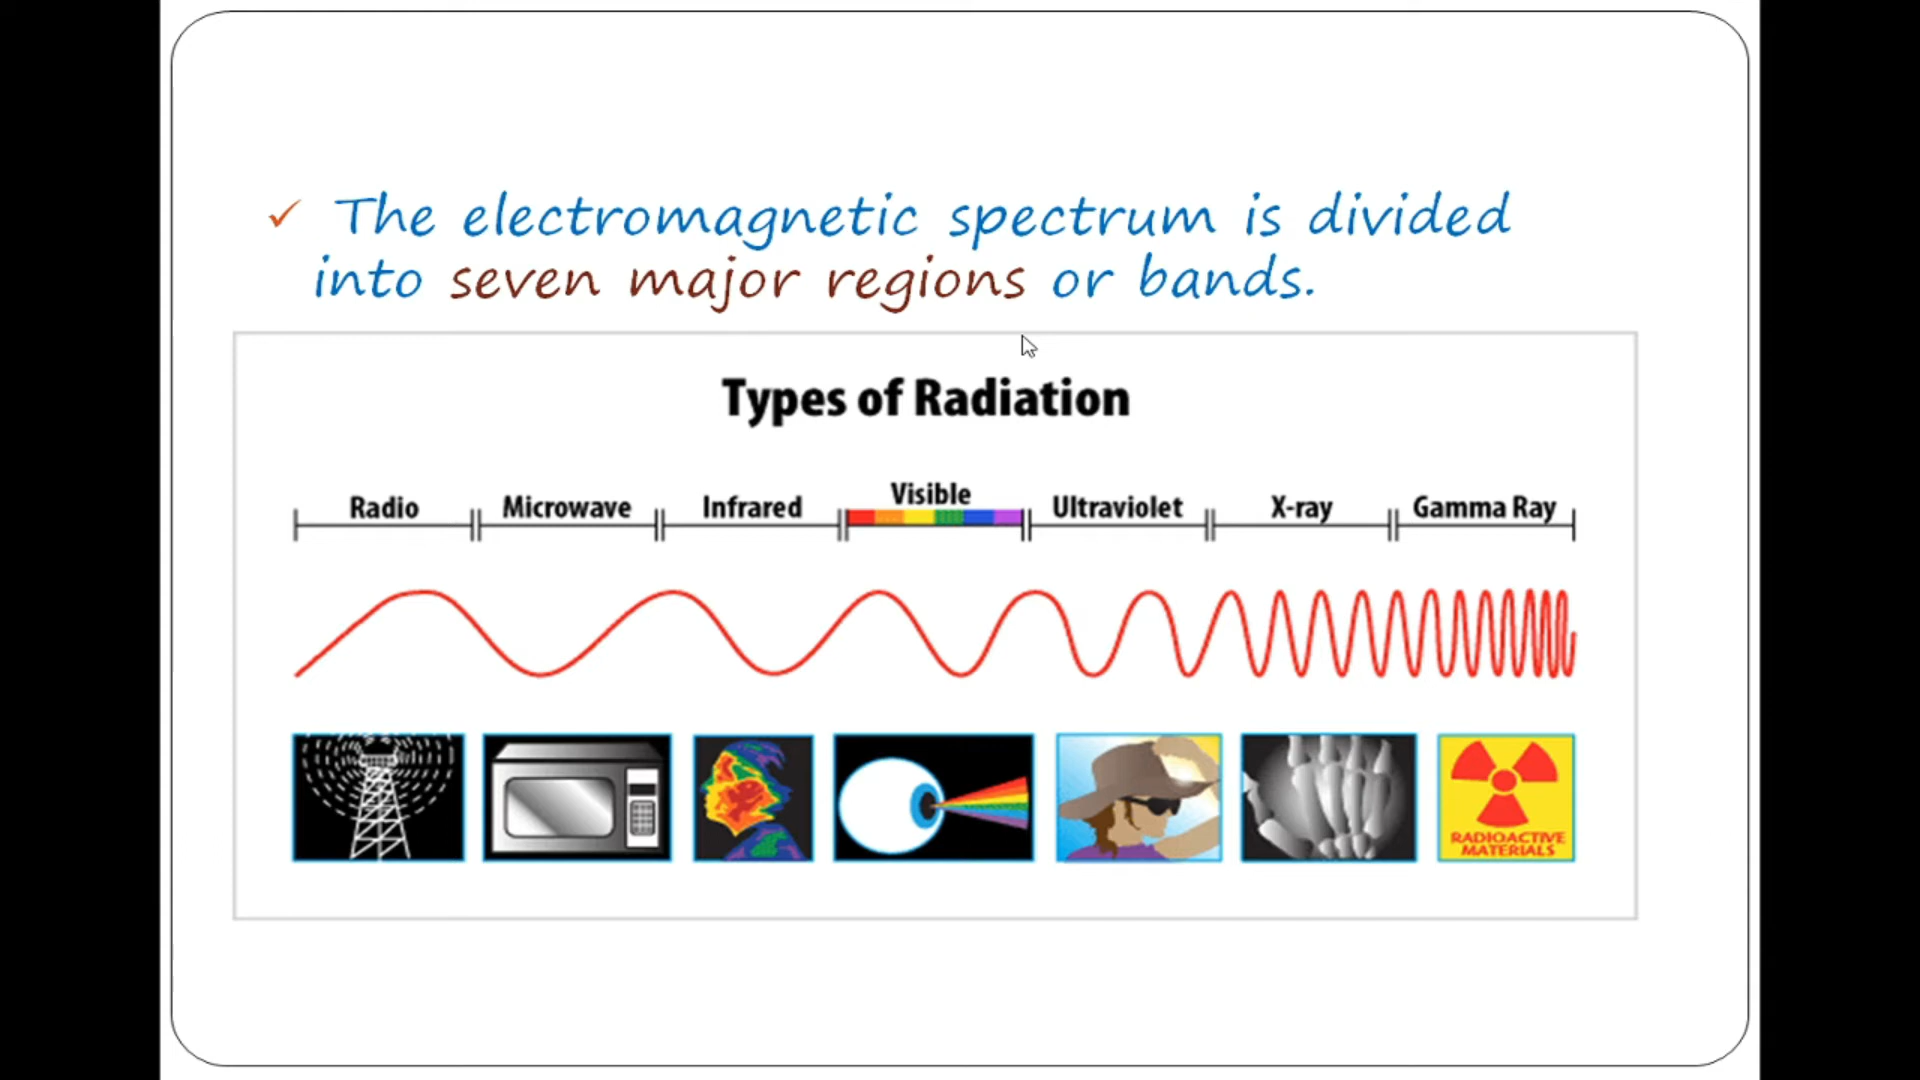 The electromagnetic spectrum is divided
into seven major regions or bands.
Types of Radiation
Radio Microwave Infrared Visible Ultraviolet X-ray Gamma Ray
RADIOACTIVE
MATERIALS